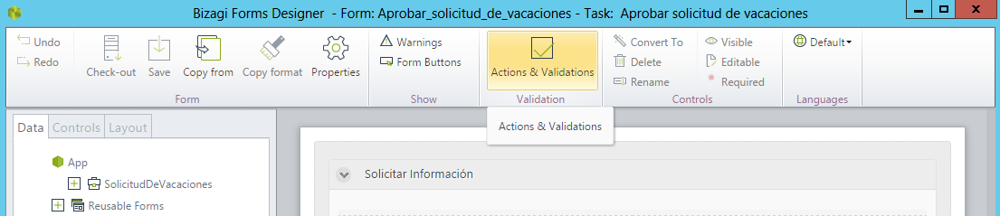 Bizagi Forms Designer - Form: Aprobar_solicitud_de_vacaciones - Task: Aprobar solicitud de vacaciones
Undo
Redo
Check-out
Save
Copy from
Copy format
Properties
Form
Warnings
Form Buttons
Show
Actions & Validations
Validation
Convert To
Delete
Rename
Visible
Editable
Required
Controls
Default
Languages
Actions & Validations
Data Controls Layout
App
SolicitudDeVacaciones
Reusable Forms
Solicitar Información